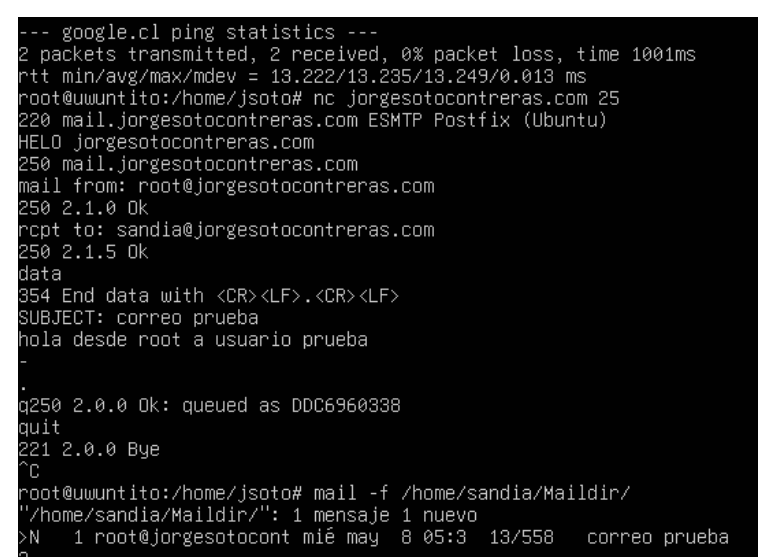 --- google.cl ping statistics ---
2 packets transmitted, 2 received, 0% packet loss, time 1001ms
rtt min/avg/max/mdev = 13.222/13.235/13.249/0.013 ms
root@uwuntito:/home/jsoto# nc jorgesotocontreras.com 25
220 mail.jorgesotocontreras.com ESMTP Postfix (Ubuntu)
HELO jorgesotocontreras.com
250 mail.jorgesotocontreras.com
mail from: root@jorgesotocontreras.com
250 2.1.0 Ok
rcpt to: sandia@jorgesotocontreras.com
250 2.1.5 Ok
data
354 End data with <CR><LF>.<CR><LF>
SUBJECT: correo prueba
hola desde root a usuario prueba
-
.
q250 2.0.0 Ok: queued as DDC6960338
quit
221 2.0.0 Bye
^C
root@uwuntito:/home/jsoto# mail -f /home/sandia/Maildir/
"/home/sandia/Maildir/": 1 mensaje 1 nuevo
>N   1 root@jorgesotocont mié may  8 05:3  13/558   correo prueba